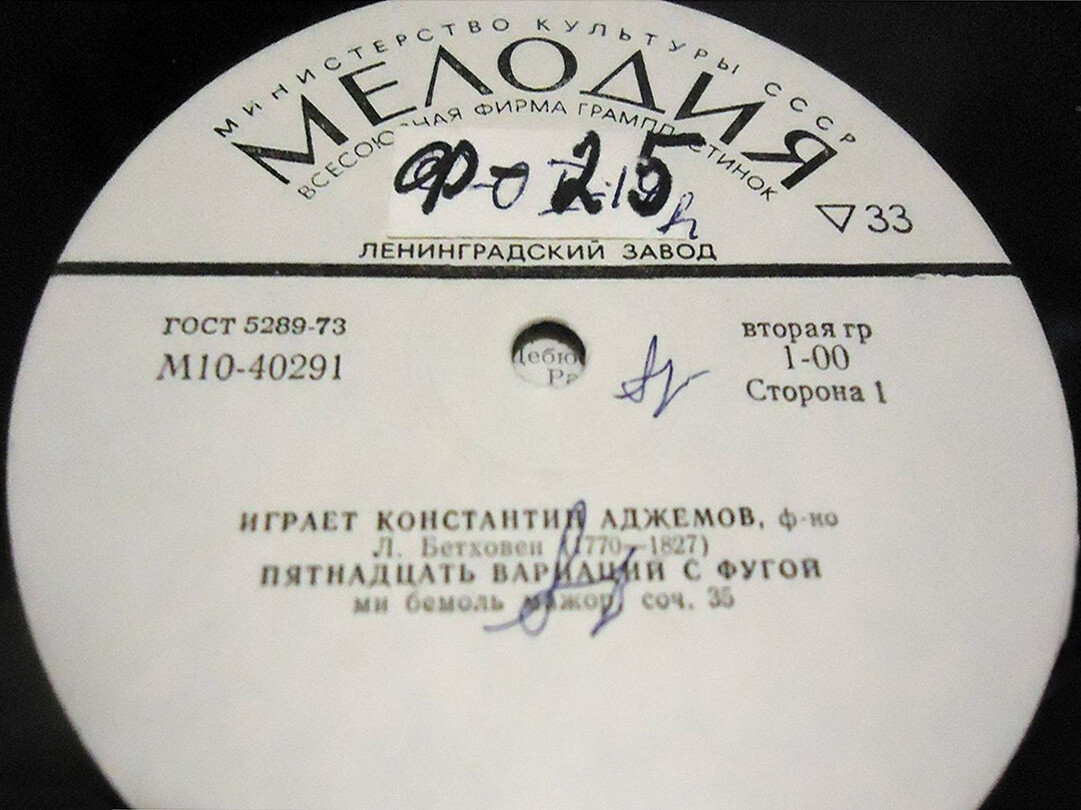 МИНИСТЕРСТВО КУЛЬТУРЫ СССР
МЕЛОДИЯ
ВСЕСОЮЗНАЯ ФИРМА ГРАМПЛАСТИНОК
Ф-25
33
ЛЕНИНГРАДСКИЙ ЗАВОД
ГОСТ 5289-73
М10-40291
вторая гр
1-00
Сторона 1
ИГРАЕТ КОНСТАНТИН АДЖЕМОВ, ф-но
Л. Бетховен (1770—1827)
ПЯТНАДЦАТЬ ВАРИАЦИЙ С ФУГОЙ
ми бемоль мажор, соч. 35